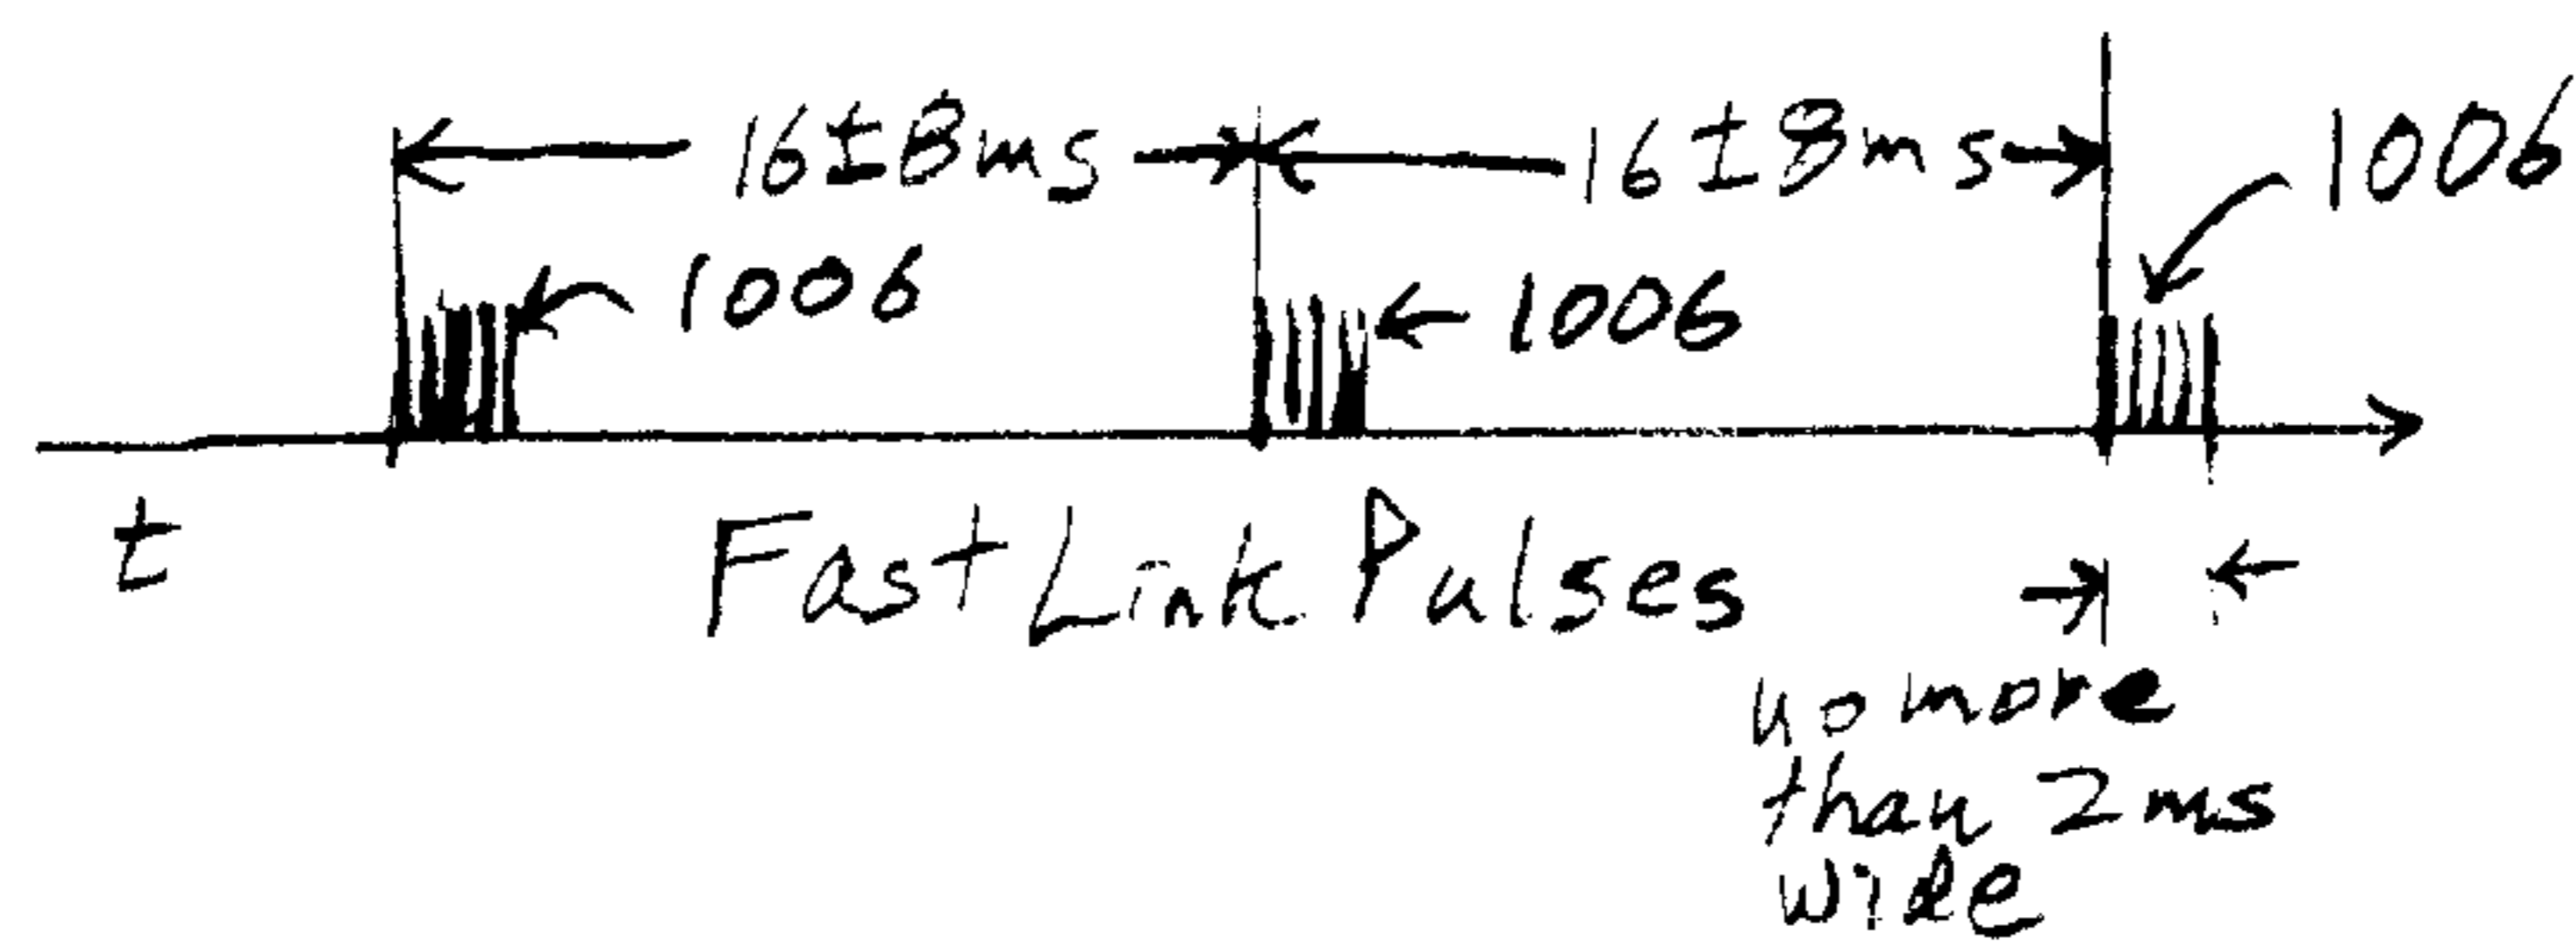 16±8ms 16±8ms 1006
1006 1006
t Fast Link Pulses
no more
than 2ms
wide